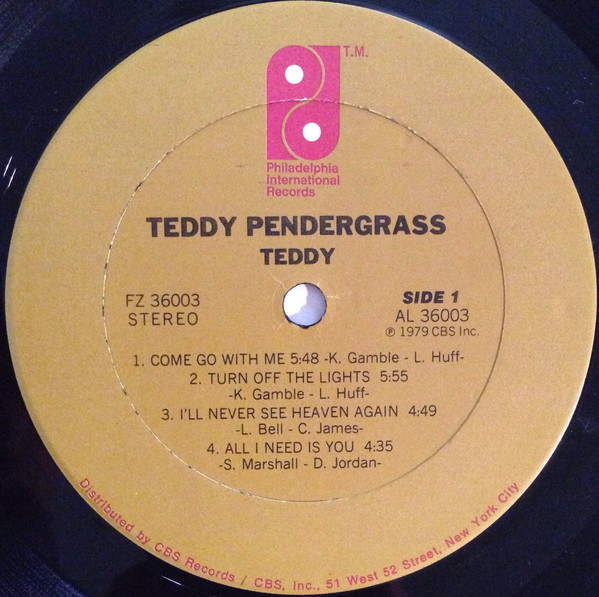 T.M.
Philadelphia
International
Records
TEDDY PENDERGRASS
TEDDY
FZ 36003
STEREO
SIDE 1
AL 36003
℗ 1979 CBS Inc.
1. COME GO WITH ME 5:48 -K. Gamble - L. Huff-
2. TURN OFF THE LIGHTS 5:55
-K. Gamble - L. Huff-
3. I'LL NEVER SEE HEAVEN AGAIN 4:49
-L. Bell - C. James-
4. ALL I NEED IS YOU 4:35
-S. Marshall - D. Jordan-
Distributed by CBS Records / CBS, Inc., 51 West 52 Street, New York City